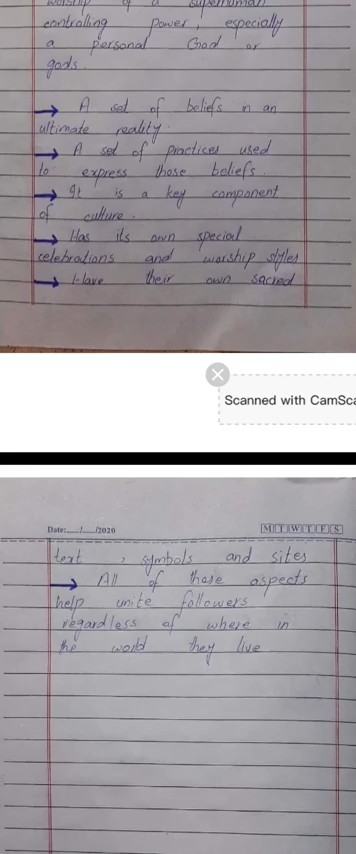 worship of a superhuman
controlling power, especially
a personal God or
gods.
→ A set of beliefs in an
ultimate reality.
→ A set of practices used
to express those beliefs.
→ It is a key component
of culture.
→ Has its own special
celebrations and worship styles
→ Have their own sacred
Scanned with CamSca
Date:__/__/2020 M T W T F S
text , symbols and sites
→ All of those aspects
help unite followers
regardless of where in
the world they live